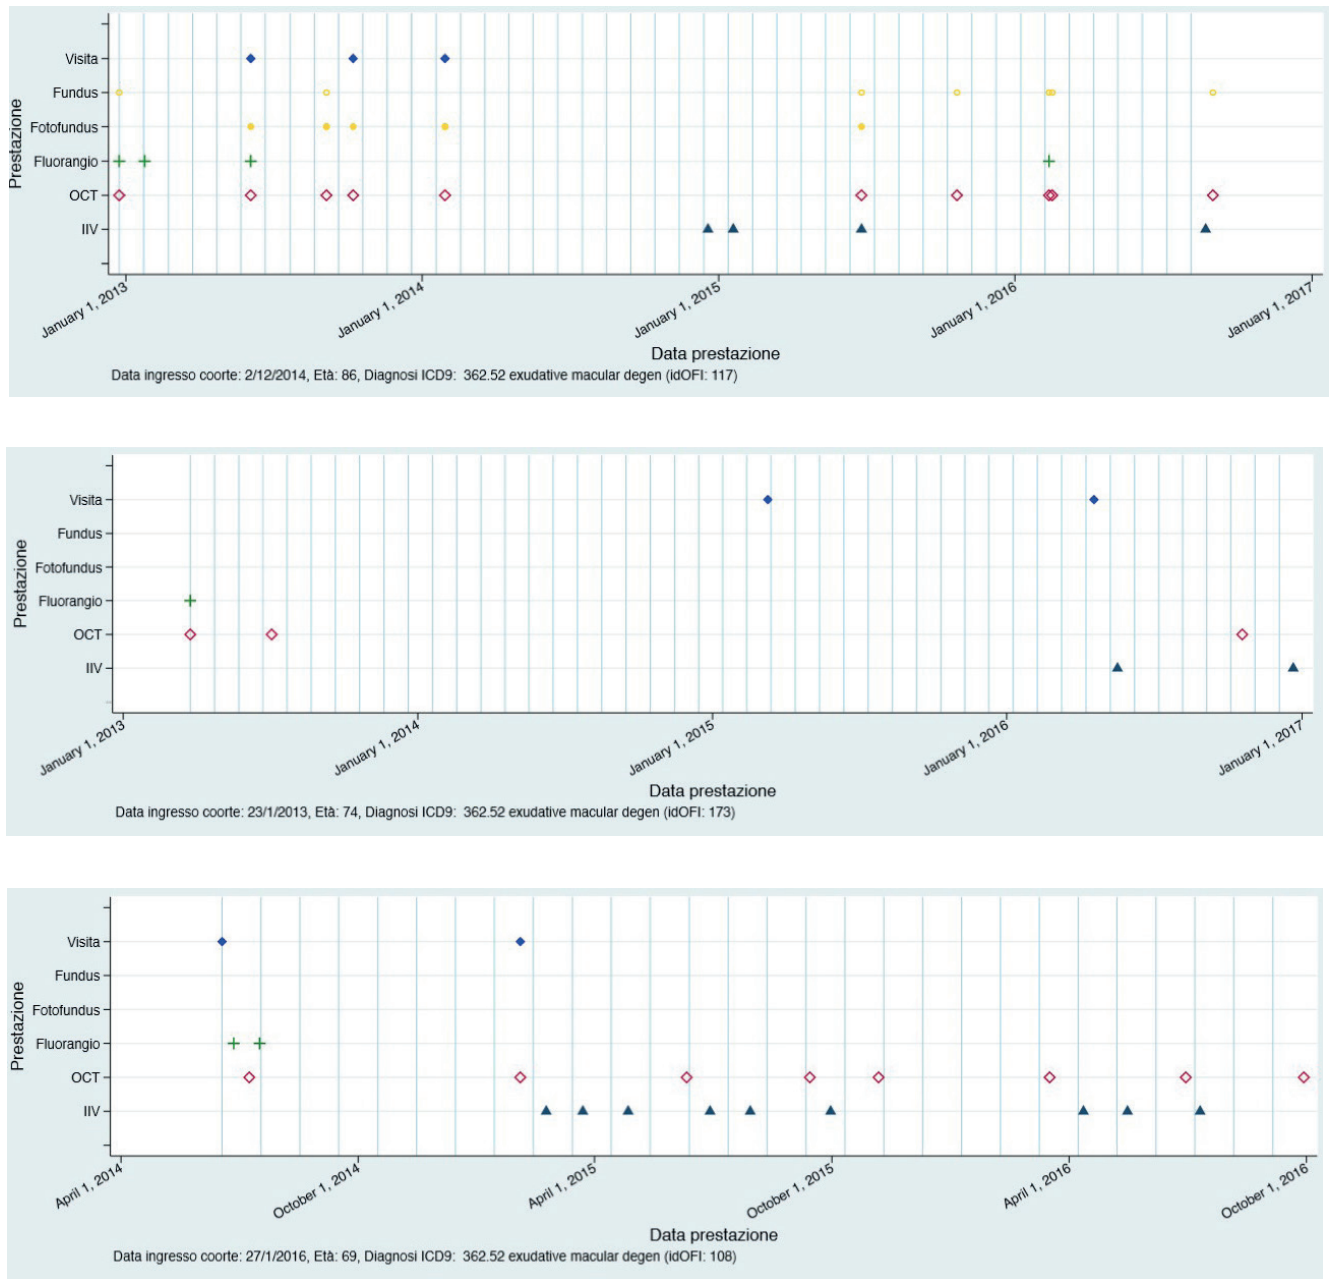 Prestazione
Visita
Fundus
Fotofundus
Fluorangio
OCT
IIV
January 1, 2013
January 1, 2014
January 1, 2015
January 1, 2016
January 1, 2017
Data prestazione
Data ingresso coorte: 2/12/2014, Età: 86, Diagnosi ICD9: 362.52 exudative macular degen (idOFI: 117)
Prestazione
Visita
Fundus
Fotofundus
Fluorangio
OCT
IIV
January 1, 2013
January 1, 2014
January 1, 2015
January 1, 2016
January 1, 2017
Data prestazione
Data ingresso coorte: 23/1/2013, Età: 74, Diagnosi ICD9: 362.52 exudative macular degen (idOFI: 173)
Prestazione
Visita
Fundus
Fotofundus
Fluorangio
OCT
IIV
April 1, 2014
October 1, 2014
April 1, 2015
October 1, 2015
April 1, 2016
October 1, 2016
Data prestazione
Data ingresso coorte: 27/1/2016, Età: 69, Diagnosi ICD9: 362.52 exudative macular degen (idOFI: 108)